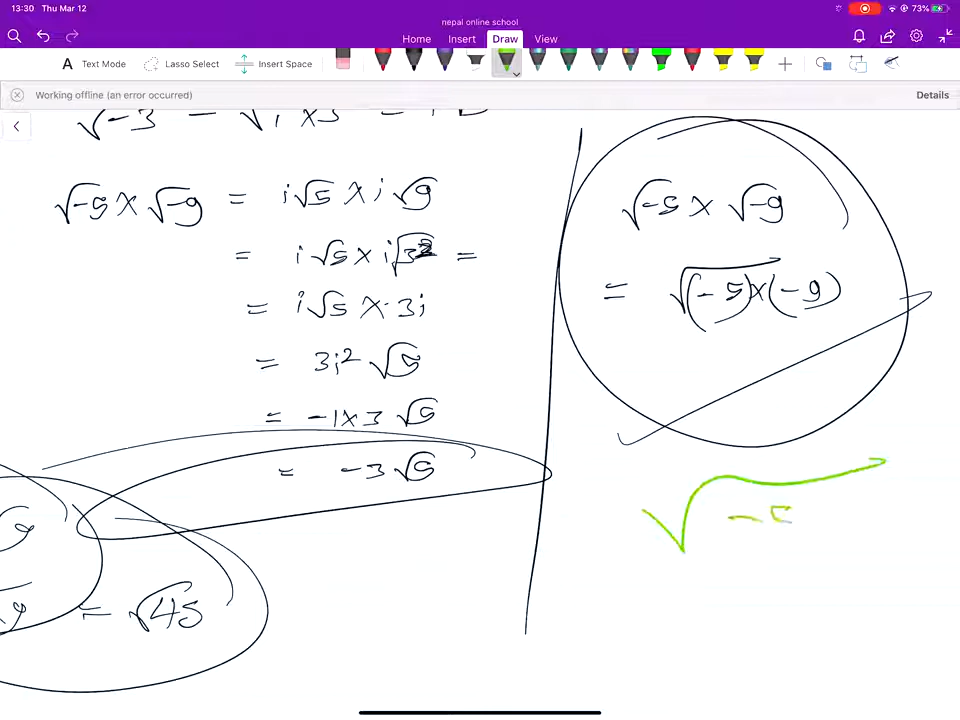 13:30 Thu Mar 12
73%
nepal online school
Home Insert Draw View
A Text Mode Lasso Select Insert Space
Working offline (an error occurred)
Details
√-5 × √-9 = i√5 × i√9
= i√5 × i√3² =
= i√5 × 3i
= 3i² √5
= -1×3 √5
= -3 √5
= √45
√-5 × √-9
= √(-5)×(-9)
√-5